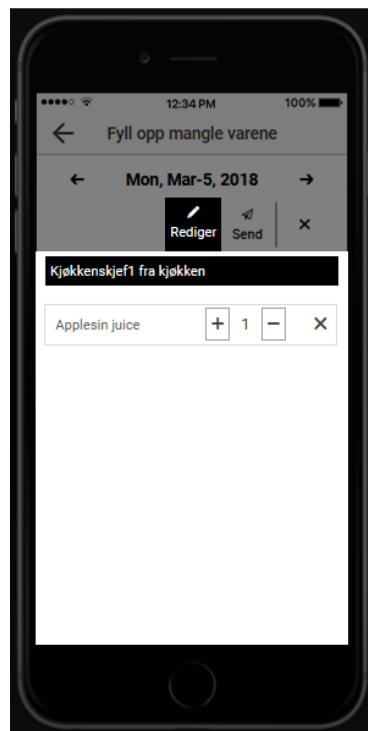 12:34 PM 100%
Fyll opp mangle varene
Mon, Mar-5, 2018
Rediger Send
Kjøkkenskjef1 fra kjøkken
Applesin juice + 1 −